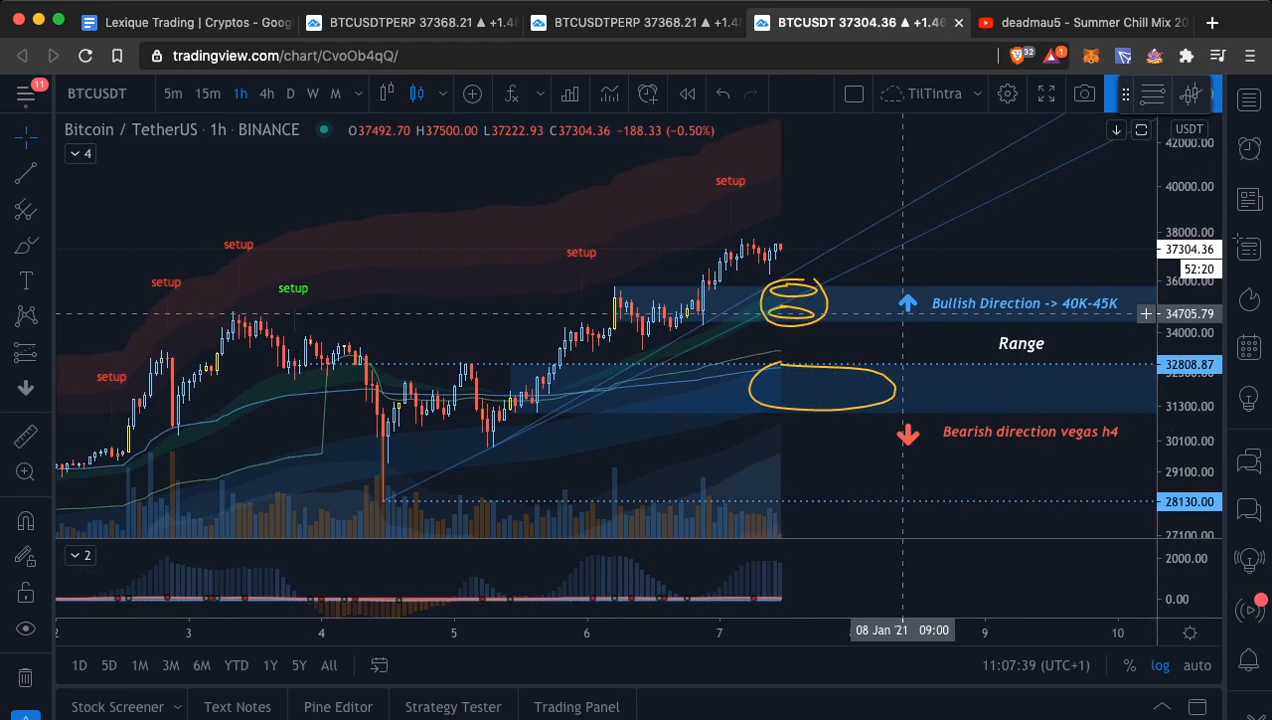 Lexique Trading | Cryptos - Goog
BTCUSDTPERP 37368.21 ▲ +1.4
BTCUSDTPERP 37368.21 ▲ +1.4
BTCUSDT 37304.36 ▲ +1.46
deadmau5 - Summer Chill Mix 20
tradingview.com/chart/CvoOb4qQ/
32
1
11
BTCUSDT 5m 15m 1h 4h D W M
TilTintra
Bitcoin / TetherUS · 1h · BINANCE
O37492.70 H37500.00 L37222.93 C37304.36 −188.33 (−0.50%)
USDT
4
42000.00
setup
40000.00
38000.00
setup
setup
37304.36
52:20
setup
setup
36000.00
Bullish Direction -> 40K-45K
34705.79
34000.00
Range
32808.87
setup
31300.00
Bearish direction vegas h4
30100.00
29100.00
28130.00
27100.00
2
2000.00
0.00
2 3 4 5 6 7 08 Jan '21 09:00 9 10
1D 5D 1M 3M 6M YTD 1Y 5Y All
11:07:39 (UTC+1) % log auto
Stock Screener Text Notes Pine Editor Strategy Tester Trading Panel